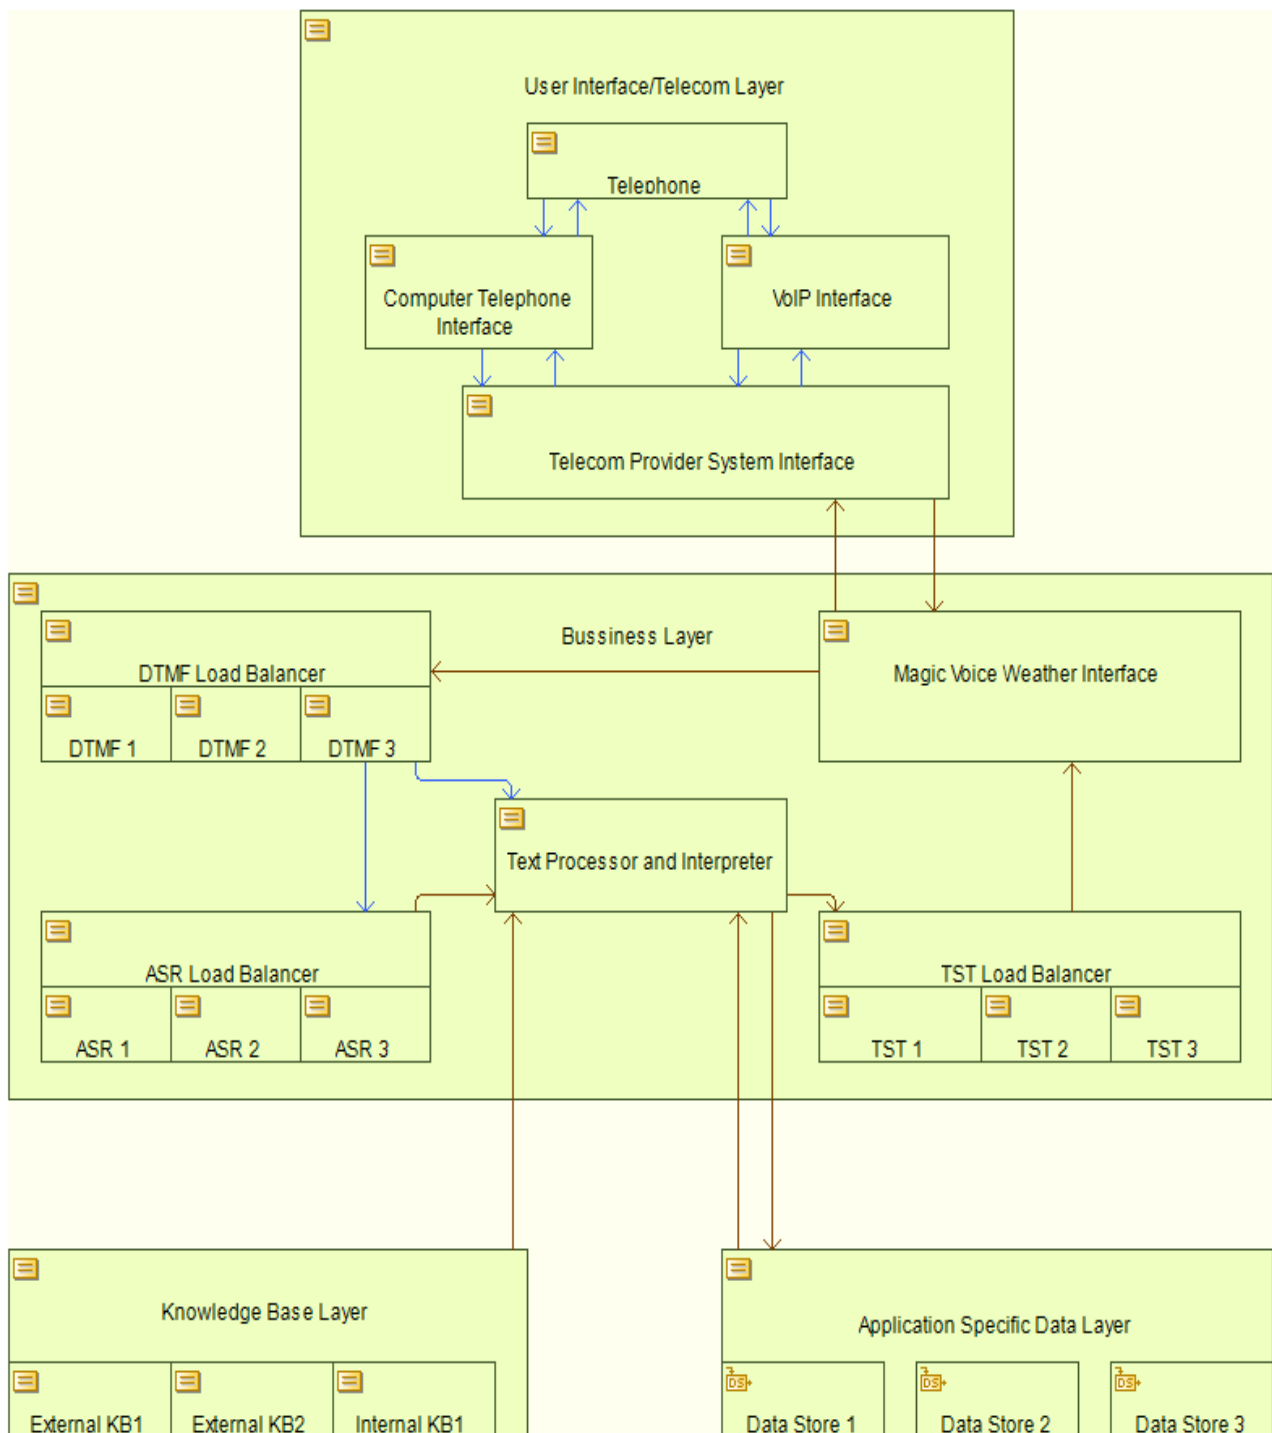 User Interface/Telecom Layer
Telephone
Computer Telephone
Interface
VoIP Interface
Telecom Provider System Interface
Bussiness Layer
DTMF Load Balancer
Magic Voice Weather Interface
DTMF 1
DTMF 2
DTMF 3
Text Processor and Interpreter
ASR Load Balancer
TST Load Balancer
ASR 1
ASR 2
ASR 3
TST 1
TST 2
TST 3
Knowledge Base Layer
Application Specific Data Layer
DS
DS
DS
External KB1
External KB2
Internal KB1
Data Store 1
Data Store 2
Data Store 3